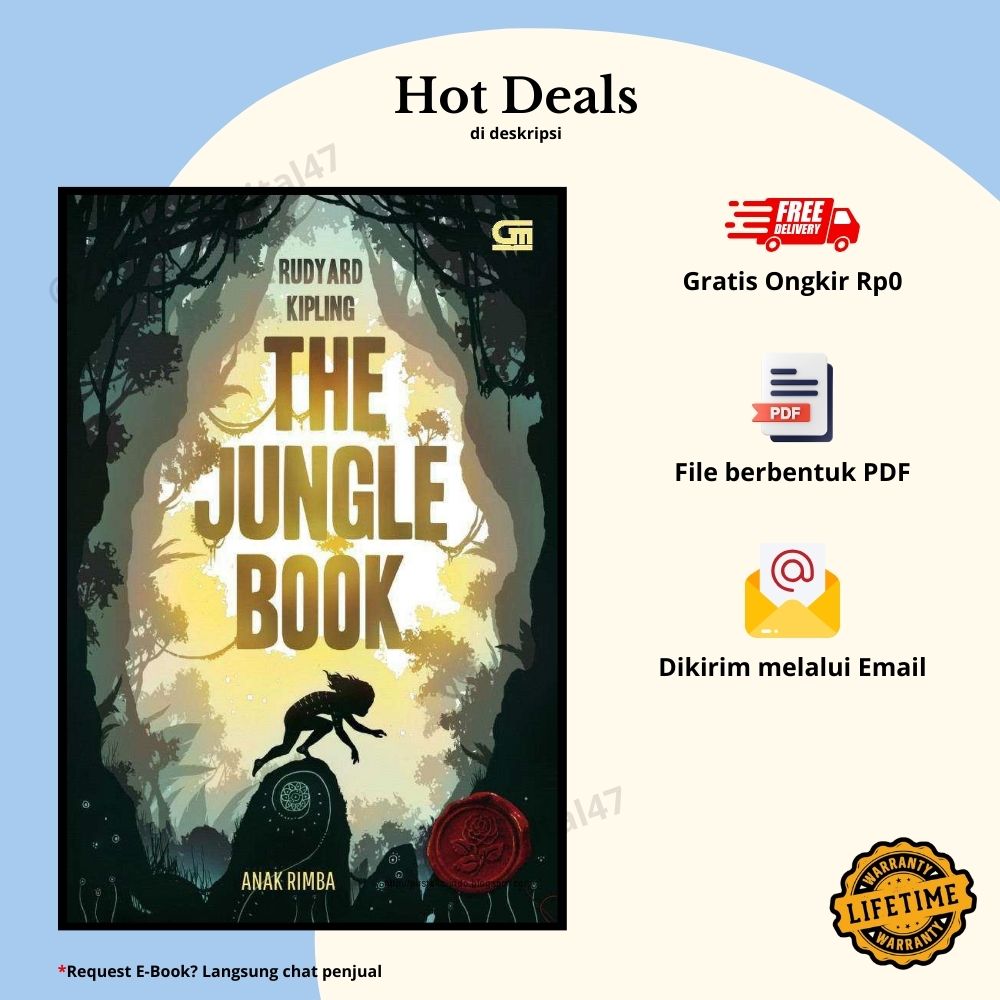 Hot Deals
di deskripsi
GM
RUDYARD
KIPLING
THE
JUNGLE
BOOK
ANAK RIMBA
FREE
DELIVERY
Gratis Ongkir Rp0
PDF
File berbentuk PDF
@
Dikirim melalui Email
WARRANTY
LIFETIME
WARRANTY
*Request E-Book? Langsung chat penjual